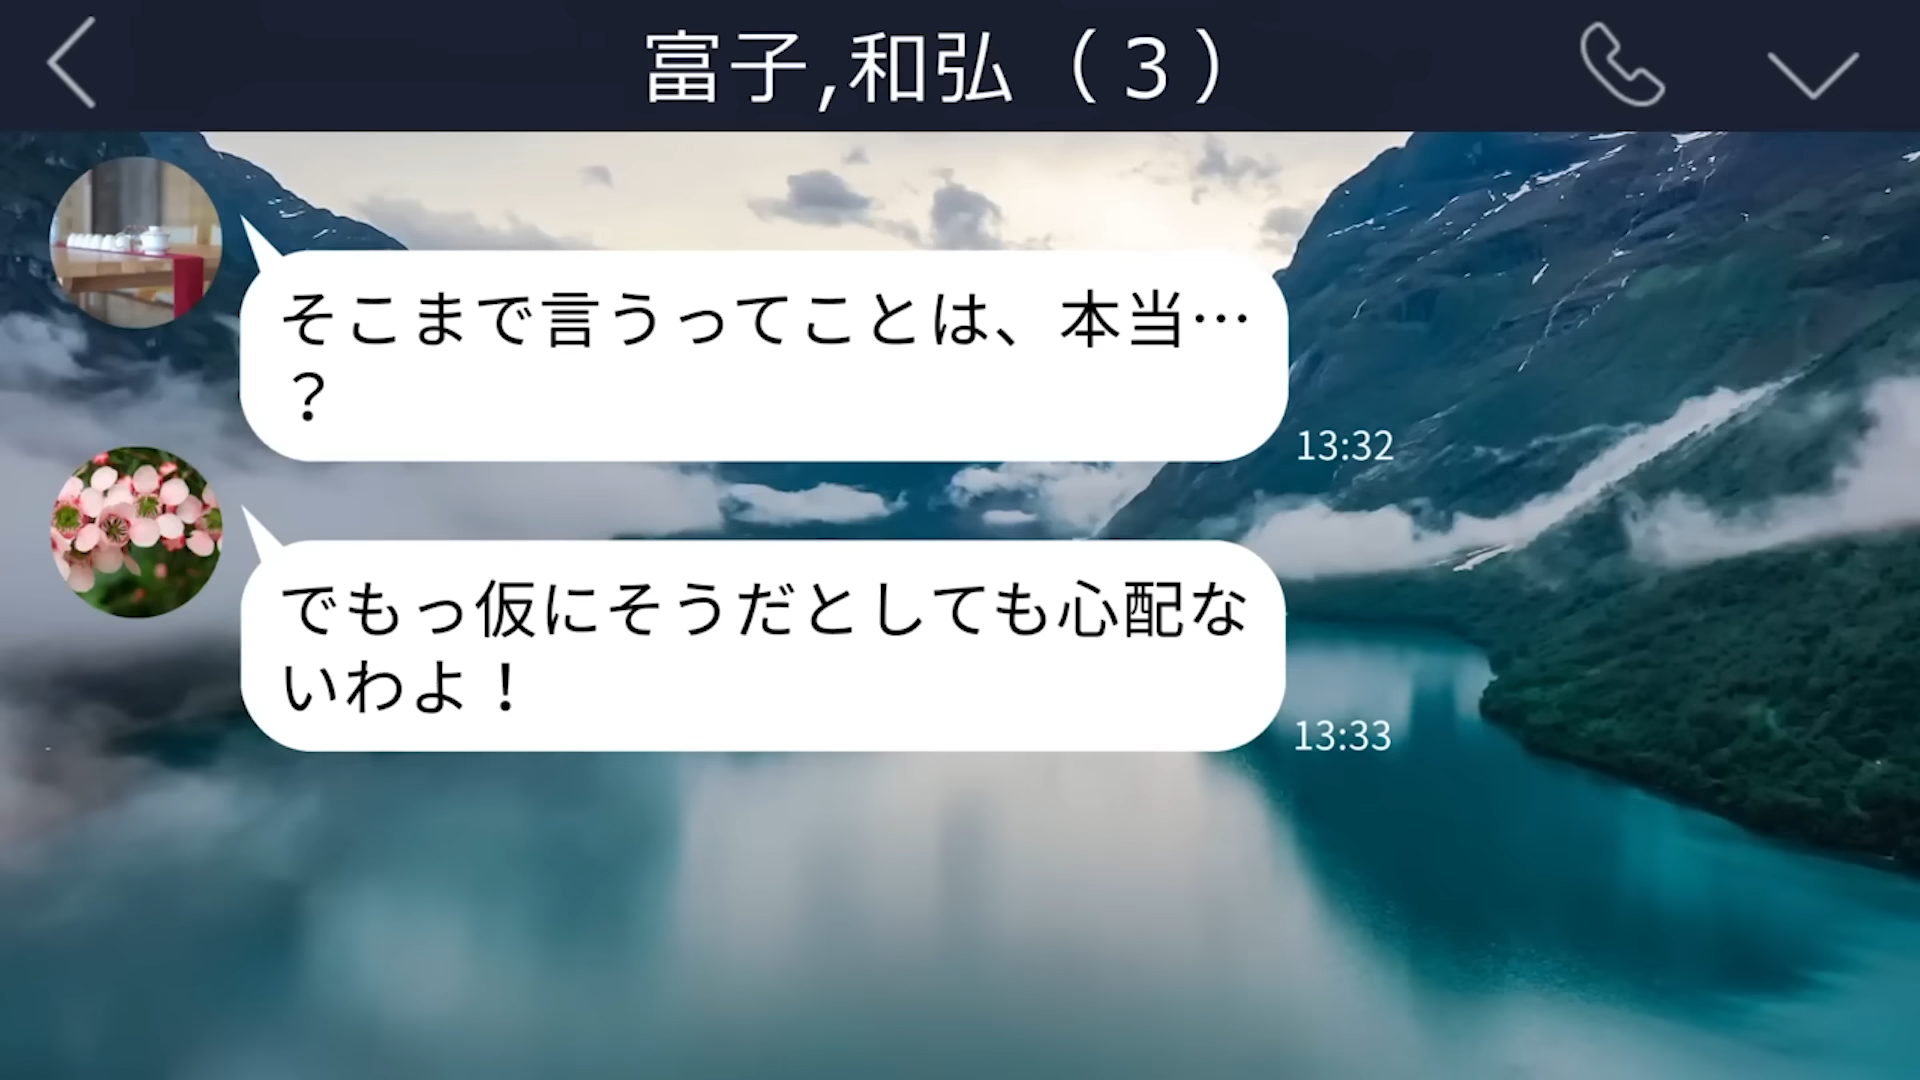 富子,和弘（3）
そこまで言うってことは、本当…
？
13:32
でもっ仮にそうだとしても心配な
いわよ！
13:33